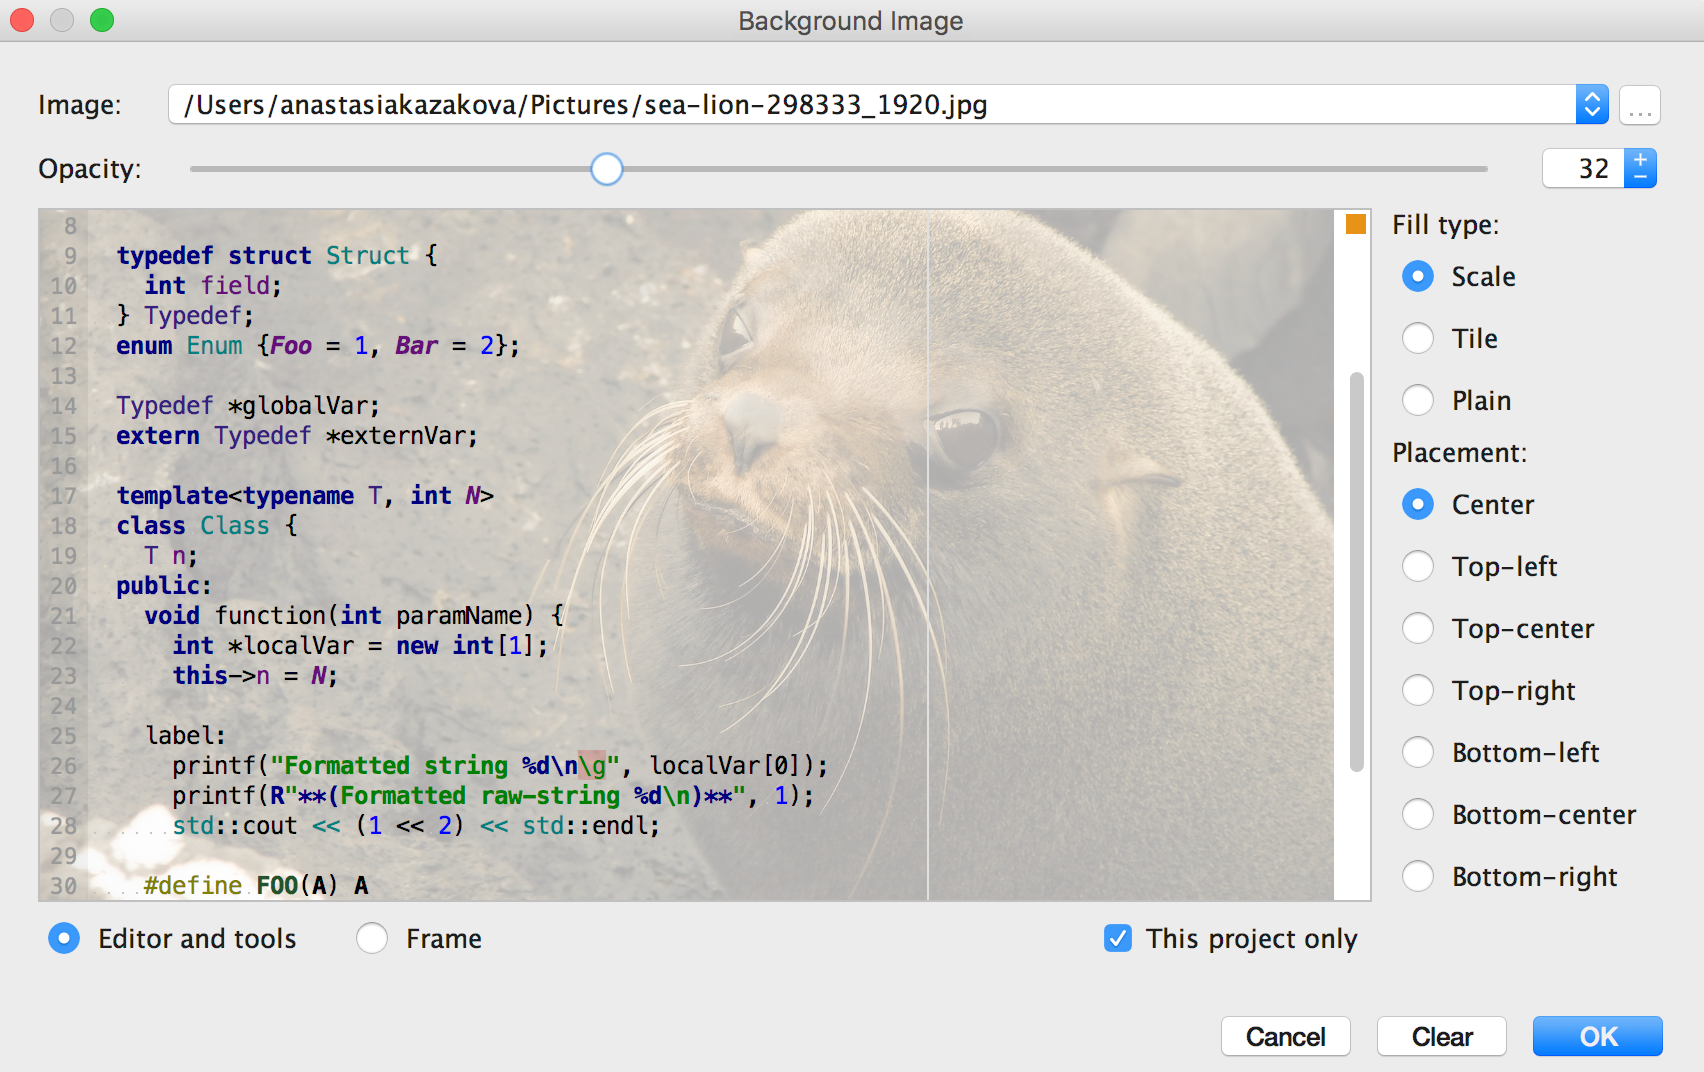 Background Image
Image: /Users/anastasiakazakova/Pictures/sea-lion-298333_1920.jpg ...
Opacity: 32
8
9 typedef struct Struct {
10 int field;
11 } Typedef;
12 enum Enum {Foo = 1, Bar = 2};
13
14 Typedef *globalVar;
15 extern Typedef *externVar;
16
17 template<typename T, int N>
18 class Class {
19 T n;
20 public:
21 void function(int paramName) {
22 int *localVar = new int[1];
23 this->n = N;
24
25 label:
26 printf("Formatted string %d\n\g", localVar[0]);
27 printf(R"**(Formatted raw-string %d\n)**", 1);
28 std::cout << (1 << 2) << std::endl;
29
30 #define FOO(A) A
Fill type:
Scale
Tile
Plain
Placement:
Center
Top-left
Top-center
Top-right
Bottom-left
Bottom-center
Bottom-right
Editor and tools Frame This project only
Cancel Clear OK